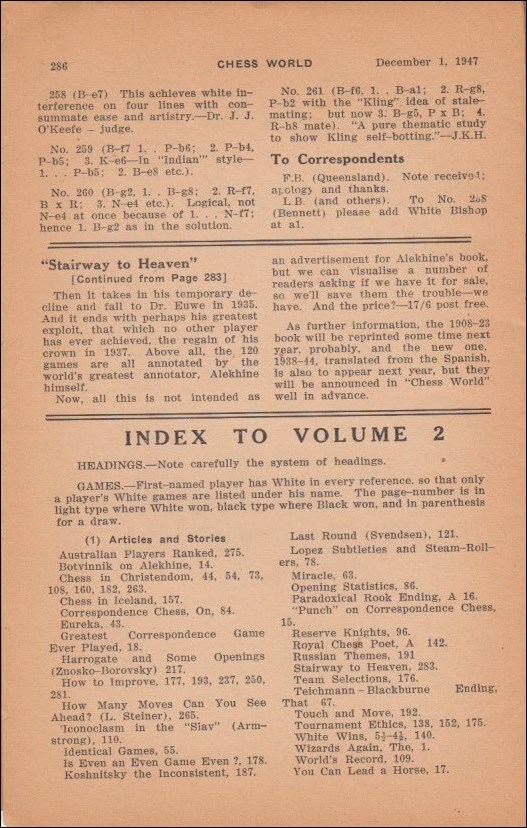 286 CHESS WORLD December 1, 1947
258 (B-e7) This achieves white in-
terference on four lines with con-
summate ease and artistry.—Dr. J. J.
O'Keefe – judge.
No. 259 (B-f7 1. . P-b6; 2. P-b4,
P-b5; 3. K-e6—In "Indian" style—
1. . . P-b5; 2. B-e8 etc.).
No. 260 (B-g2, 1. . B-g8; 2. R-f7,
B x R; 3. N-e4 etc.). Logical, not
N-e4 at once because of 1. . . N-f7;
hence 1. B-g2 as in the solution.
No. 261 (B-f6, 1. . B-a1; 2. R-g8,
P-b2 with the "Kling" idea of stale-
mating; but now 3. B-g5, P x B; 4.
R-h8 mate). "A pure thematic study
to show Kling self-botting."—J.K.H.
To Correspondents
F.B. (Queensland). Note received;
apology and thanks.
L.B. (and others). To No. 258
(Bennett) please add White Bishop
at a1.
"Stairway to Heaven"
[Continued from Page 283]
Then it takes in his temporary de-
cline and fall to Dr. Euwe in 1935.
And it ends with perhaps his greatest
exploit, that which no other player
has ever achieved, the regain of his
crown in 1937. Above all, the 120
games are all annotated by the
world's greatest annotator, Alekhine
himself.
Now, all this is not intended as
an advertisement for Alekhine's book,
but we can visualise a number of
readers asking if we have it for sale,
so we'll save them the trouble—we
have. And the price?—17/6 post free.
As further information, the 1908-23
book will be reprinted some time next
year, probably, and the new one,
1938-44, translated from the Spanish,
is also to appear next year, but they
will be announced in "Chess World"
well in advance.
INDEX TO VOLUME 2
HEADINGS.—Note carefully the system of headings.
GAMES.—First-named player has White in every reference, so that only
a player's White games are listed under his name. The page-number is in
light type where White won, black type where Black won, and in parenthesis
for a draw.
(1) Articles and Stories
Australian Players Ranked, 275.
Botvinnik on Alekhine, 14.
Chess in Christendom, 44, 54, 73,
108, 160, 182, 263.
Chess in Iceland, 157.
Correspondence Chess, On, 84.
Eureka, 43.
Greatest Correspondence Game
Ever Played, 18.
Harrogate and Some Openings
(Znosko-Borovsky) 217.
How to Improve, 177, 193, 237, 250,
281.
How Many Moves Can You See
Ahead? (L. Steiner), 265.
'Iconoclasm in the "Slav" (Arm-
strong), 110.
Identical Games, 55.
Is Even an Even Game Even ?, 178.
Koshnitsky the Inconsistent, 187.
Last Round (Svendsen), 121.
Lopez Subtleties and Steam-Roll-
ers, 78.
Miracle, 63.
Opening Statistics, 86.
Paradoxical Rook Ending, A 16.
"Punch" on Correspondence Chess,
15.
Reserve Knights, 96.
Royal Chess Poet, A 142.
Russian Themes, 191
Stairway to Heaven, 283.
Team Selections, 176.
Teichmann – Blackburne Ending,
That 67.
Touch and Move, 192.
Tournament Ethics, 138, 152, 175.
White Wins, 5½-4½, 140.
Wizards Again, The, 1.
World's Record, 109.
You Can Lead a Horse, 17.